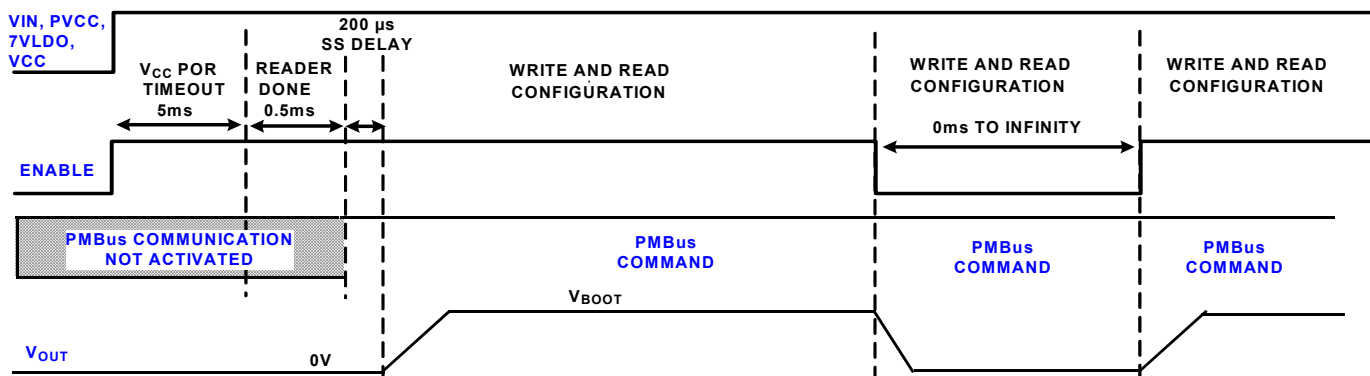 VIN, PVCC,
7VLDO,
VCC
VCC POR
TIMEOUT
5ms
READER
DONE
0.5ms
200 µs
SS DELAY
WRITE AND READ
CONFIGURATION
WRITE AND READ
CONFIGURATION
0ms TO INFINITY
WRITE AND READ
CONFIGURATION
ENABLE
PMBus COMMUNICATION
NOT ACTIVATED
PMBus
COMMAND
PMBus
COMMAND
PMBus
COMMAND
VBOOT
VOUT
0V